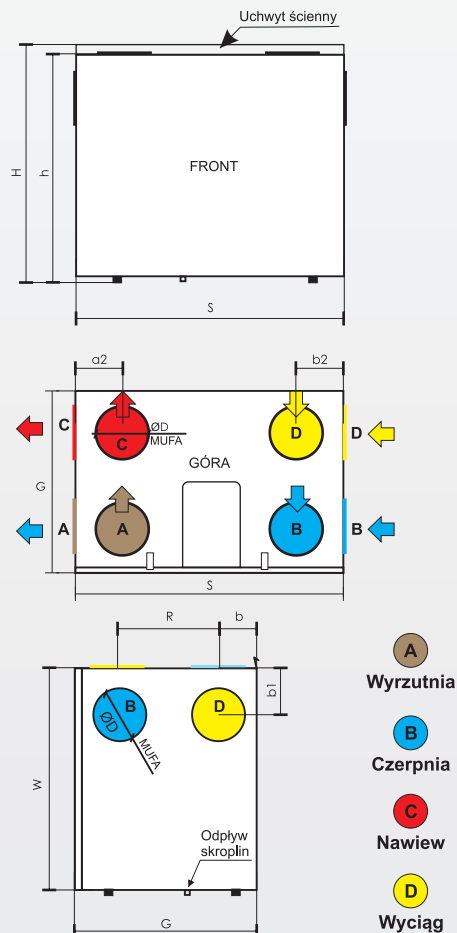 Uchwyt ścienny
H
h
FRONT
S
a2
b2
C
C
ØD
MUFA
D
D
GÓRA
G
A
A
B
B
S
R
b
b1
W
B
ØD
MUFA
D
Odpływ
skroplin
G
A
Wyrzutnia
B
Czerpnia
C
Nawiew
D
Wyciąg